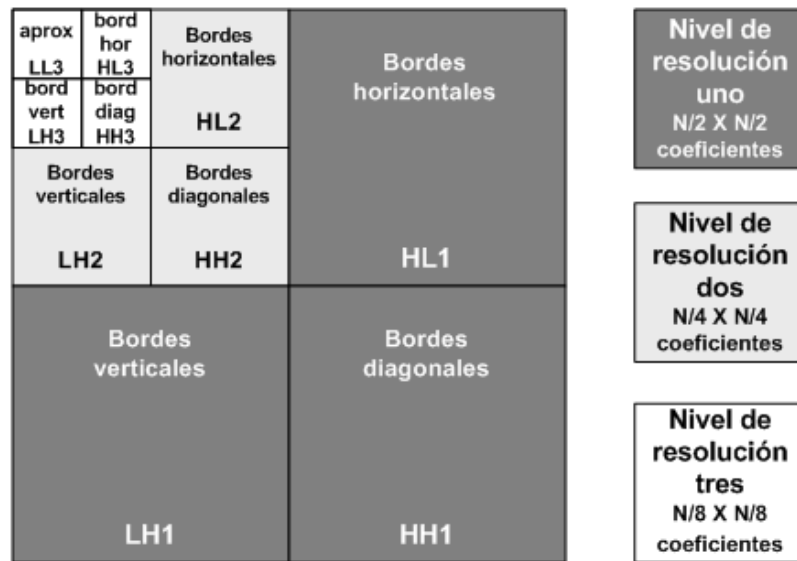 aprox
LL3
bord
hor
HL3
bord
vert
LH3
bord
diag
HH3
Bordes
horizontales
HL2
Bordes
verticales
LH2
Bordes
diagonales
HH2
Bordes
horizontales
HL1
Bordes
verticales
LH1
Bordes
diagonales
HH1
Nivel de
resolución
uno
N/2 X N/2
coeficientes
Nivel de
resolución
dos
N/4 X N/4
coeficientes
Nivel de
resolución
tres
N/8 X N/8
coeficientes